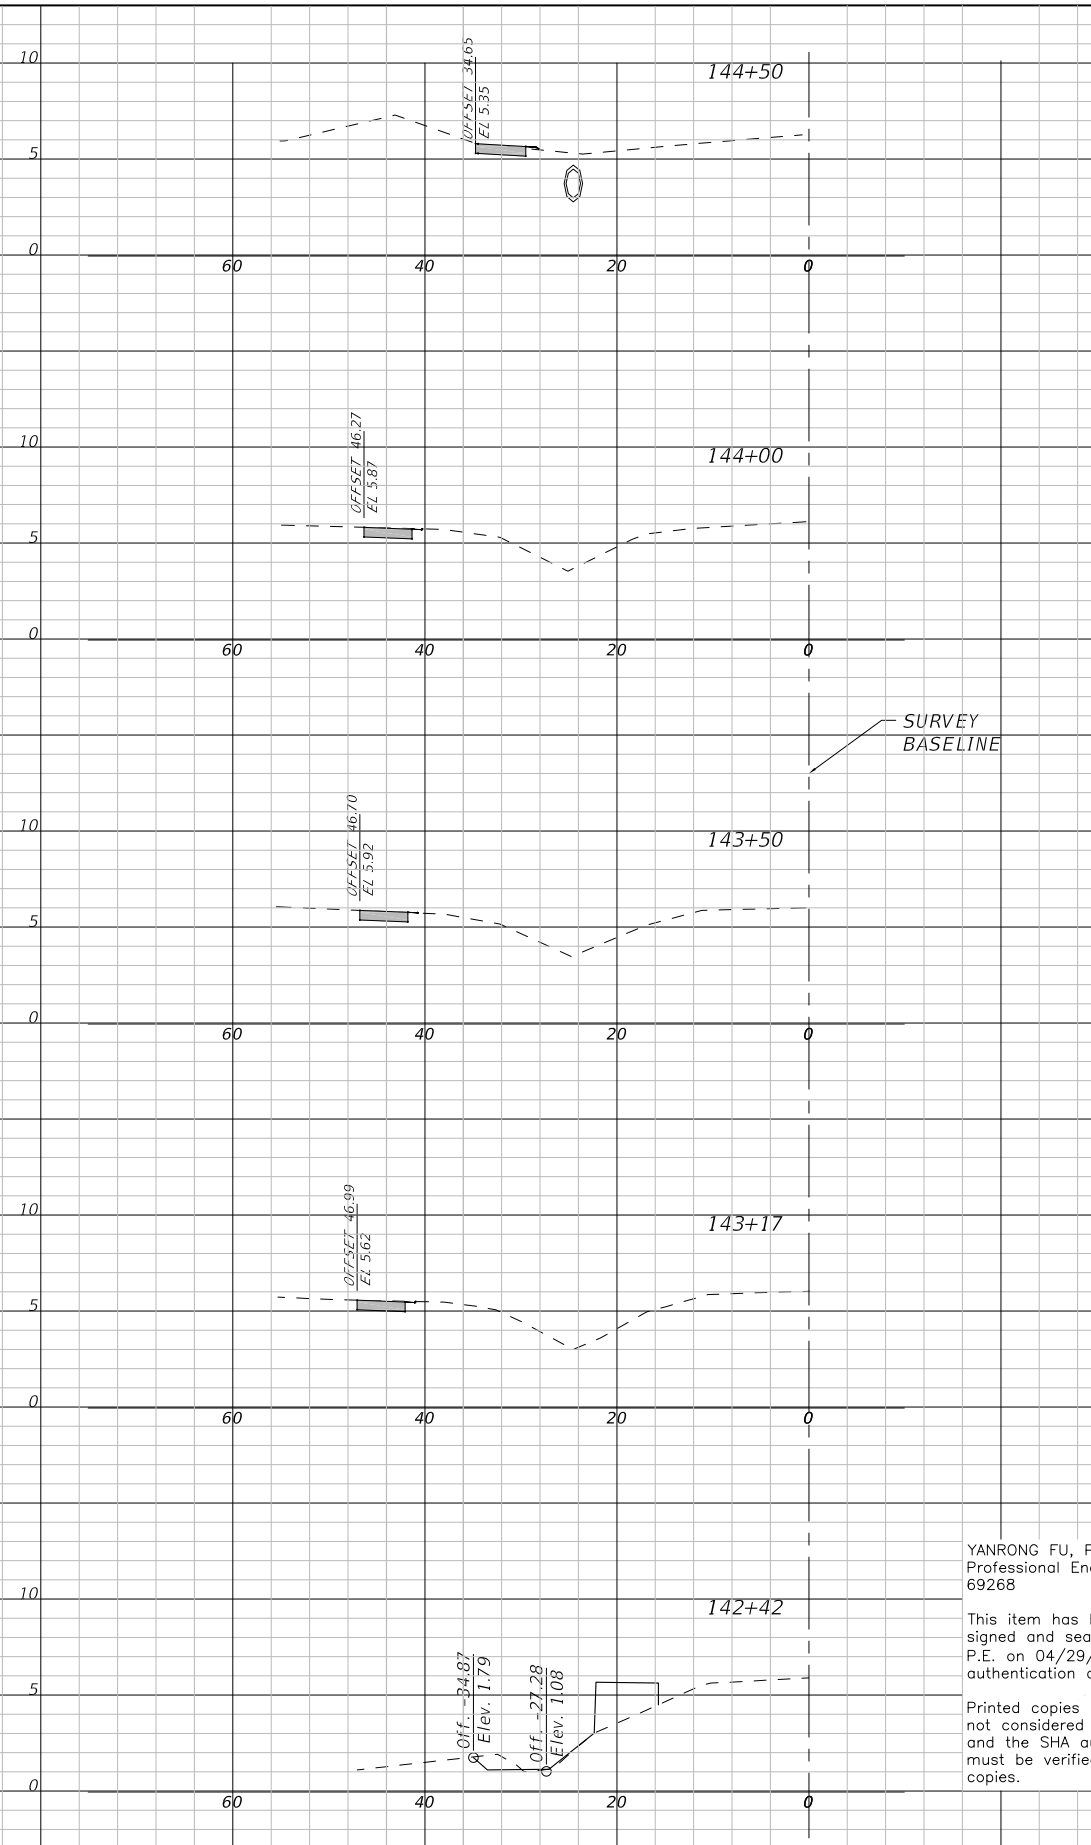 10
OFFSET 34.65
EL 5.35
144+50
5
0
60 40 20 0
10
OFFSET 46.27
EL 5.87
144+00
5
0
60 40 20 0
SURVEY
BASELINE
10
OFFSET 46.70
EL 5.92
143+50
5
0
60 40 20 0
10
OFFSET 46.99
EL 5.62
143+17
5
0
60 40 20 0
10
142+42
Off. -34.87
Elev. 1.79
Off. -27.28
Elev. 1.08
5
0
60 40 20 0
YANRONG FU,
Professional
69268
This item has
signed and
P.E. on 04/29/
authentication
Printed copies
not considered
and the SHA
must be
copies.